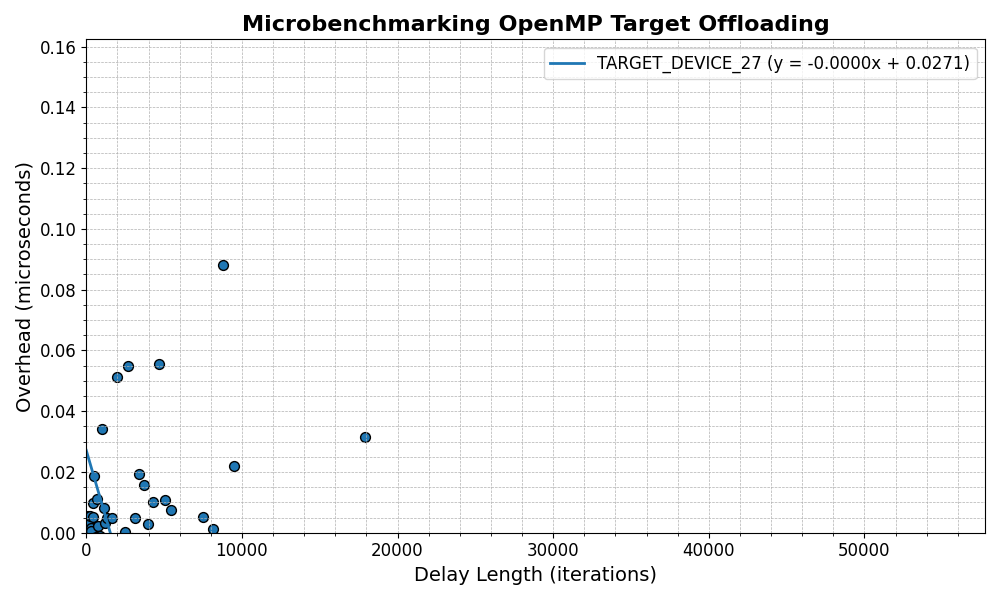 Microbenchmarking OpenMP Target Offloading
TARGET_DEVICE_27 (y = -0.0000x + 0.0271)
Overhead (microseconds)
0.16
0.14
0.12
0.10
0.08
0.06
0.04
0.02
0.00
0 10000 20000 30000 40000 50000
Delay Length (iterations)